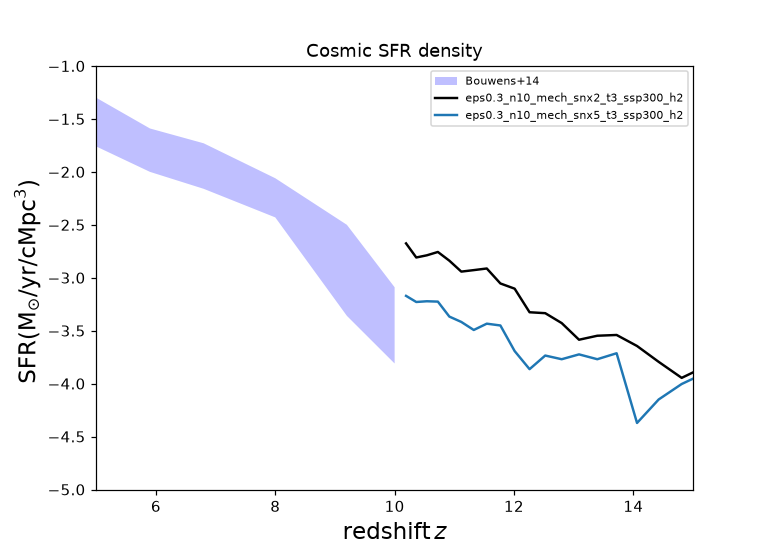 Cosmic SFR density
Bouwens+14
eps0.3_n10_mech_snx2_t3_ssp300_h2
eps0.3_n10_mech_snx5_t3_ssp300_h2
SFR(M⊙/yr/cMpc³)
−1.0
−1.5
−2.0
−2.5
−3.0
−3.5
−4.0
−4.5
−5.0
6 8 10 12 14
redshift z